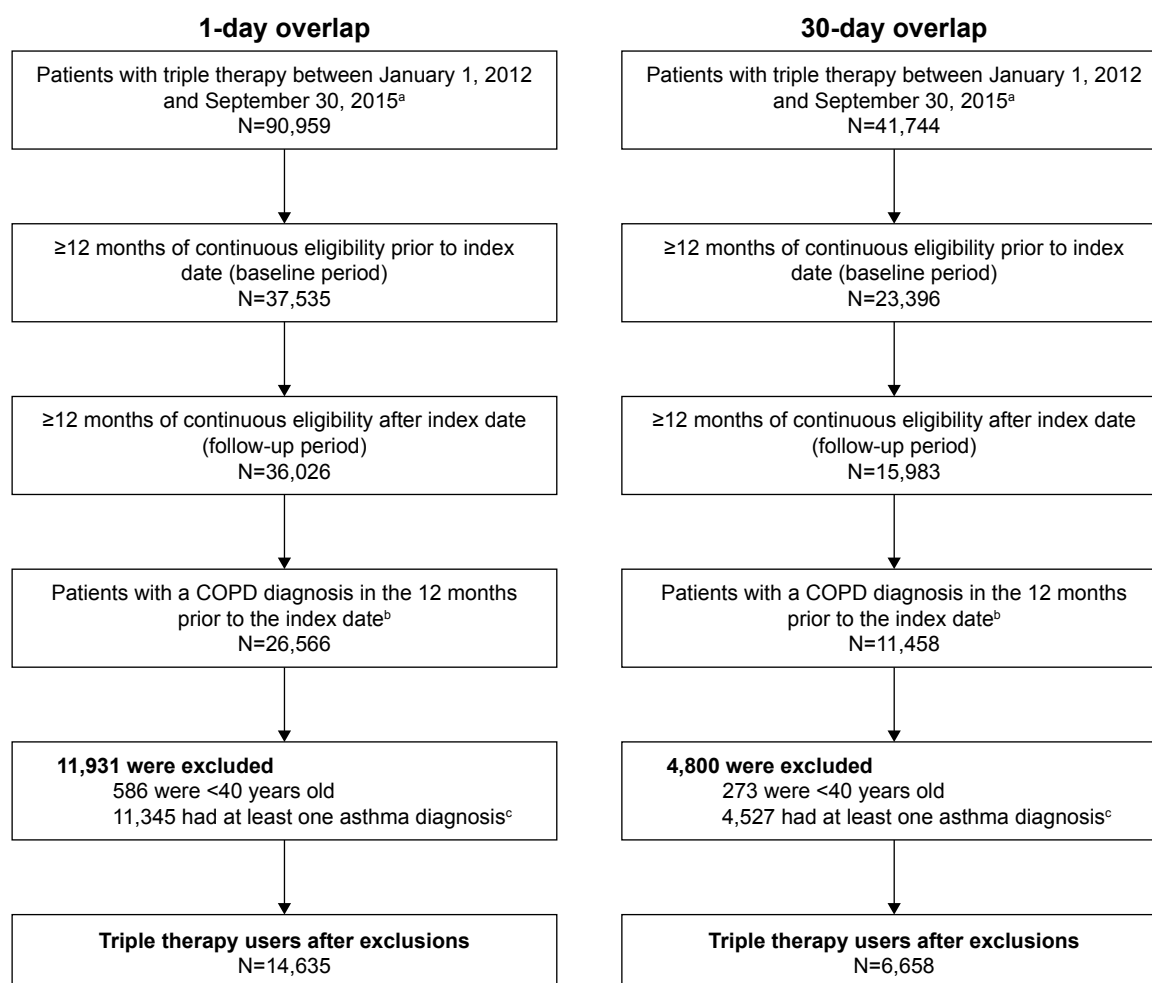 1-day overlap
Patients with triple therapy between January 1, 2012
and September 30, 2015ᵃ
N=90,959
≥12 months of continuous eligibility prior to index
date (baseline period)
N=37,535
≥12 months of continuous eligibility after index date
(follow-up period)
N=36,026
Patients with a COPD diagnosis in the 12 months
prior to the index dateᵇ
N=26,566
11,931 were excluded
586 were <40 years old
11,345 had at least one asthma diagnosisᶜ
Triple therapy users after exclusions
N=14,635
30-day overlap
Patients with triple therapy between January 1, 2012
and September 30, 2015ᵃ
N=41,744
≥12 months of continuous eligibility prior to index
date (baseline period)
N=23,396
≥12 months of continuous eligibility after index date
(follow-up period)
N=15,983
Patients with a COPD diagnosis in the 12 months
prior to the index dateᵇ
N=11,458
4,800 were excluded
273 were <40 years old
4,527 had at least one asthma diagnosisᶜ
Triple therapy users after exclusions
N=6,658